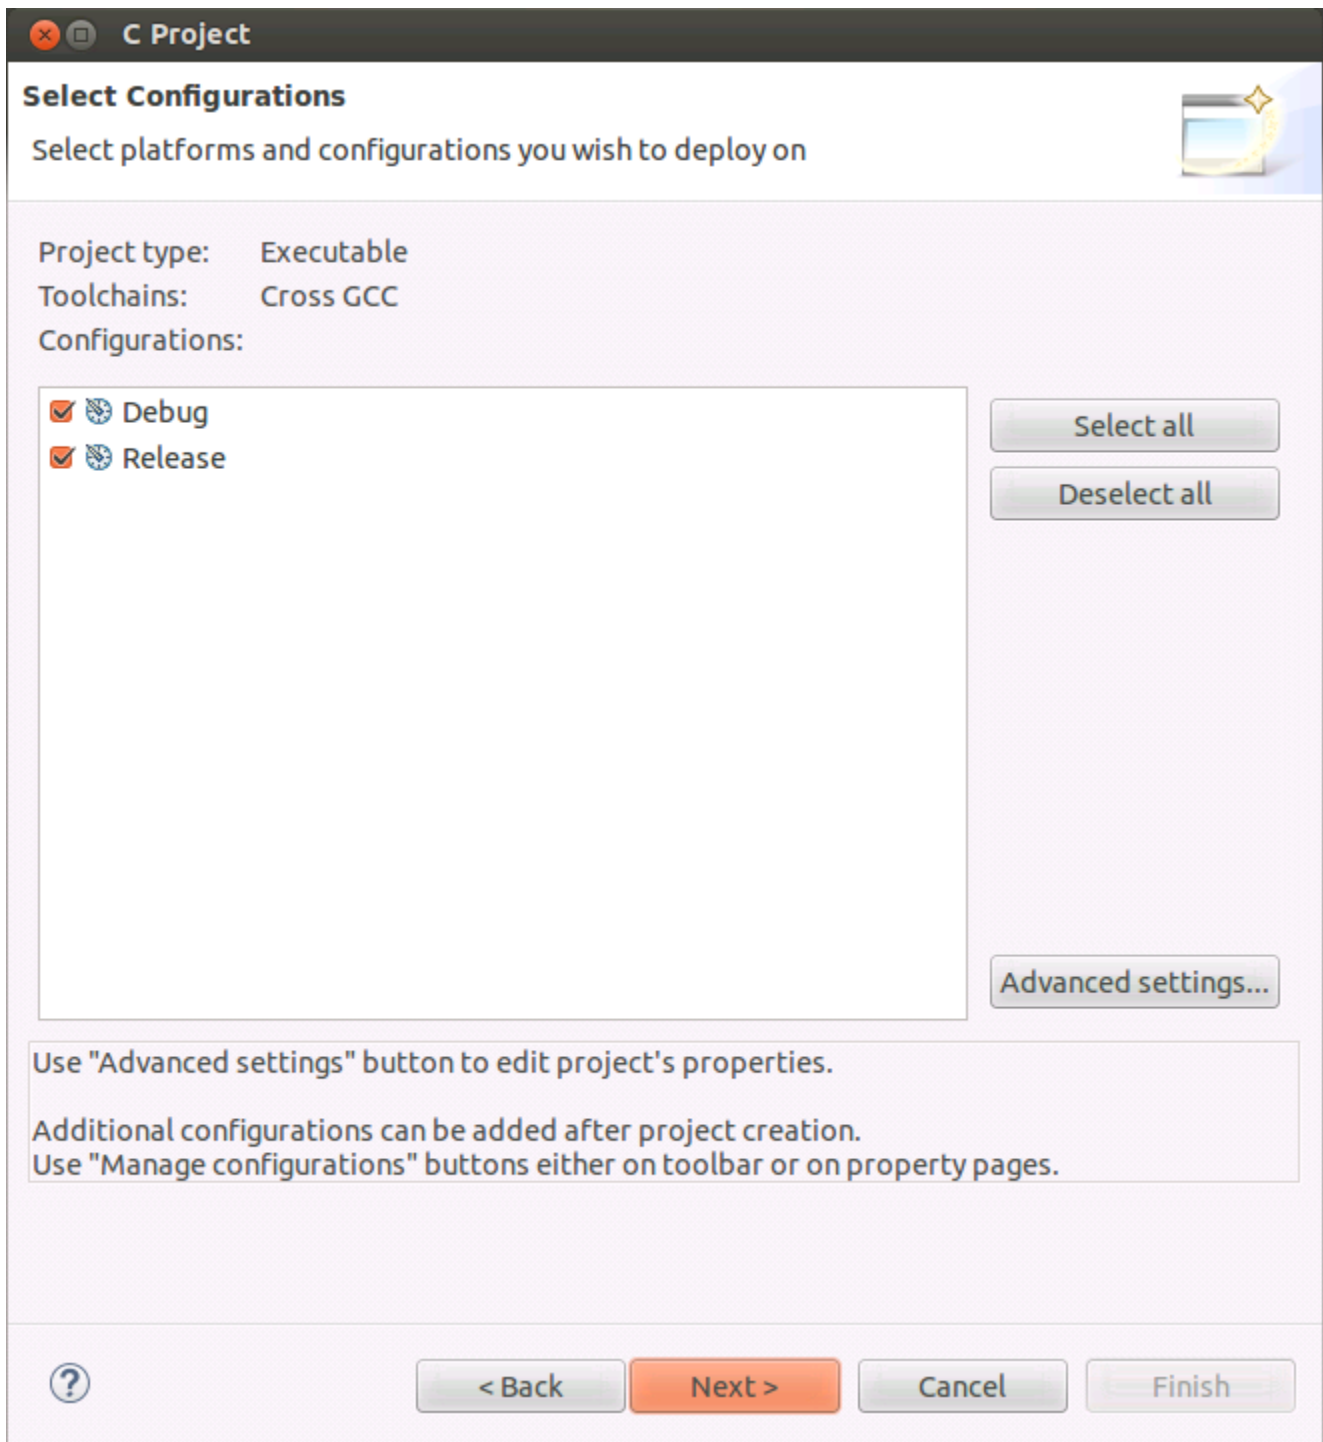 C Project
Select Configurations
Select platforms and configurations you wish to deploy on
Project type: Executable
Toolchains: Cross GCC
Configurations:
Debug
Release
Select all
Deselect all
Advanced settings...
Use "Advanced settings" button to edit project's properties.
Additional configurations can be added after project creation.
Use "Manage configurations" buttons either on toolbar or on property pages.
?
< Back
Next >
Cancel
Finish